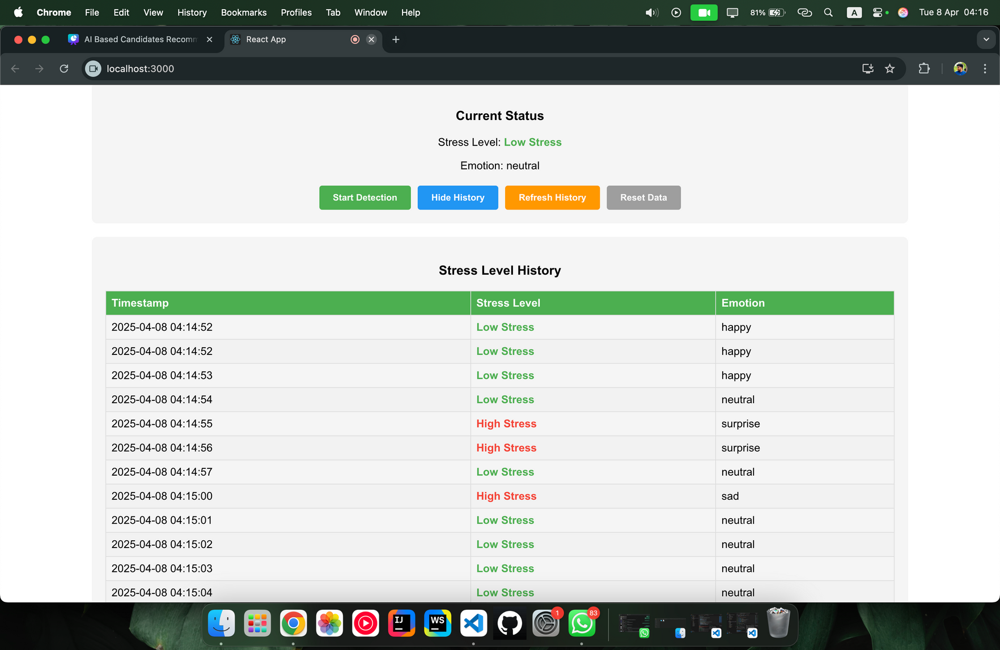 Chrome File Edit View History Bookmarks Profiles Tab Window Help 81% A Tue 8 Apr 04:16
AI Based Candidates Recomm React App
localhost:3000
Current Status
Stress Level: Low Stress
Emotion: neutral
Start Detection Hide History Refresh History Reset Data
Stress Level History
Timestamp Stress Level Emotion
2025-04-08 04:14:52 Low Stress happy
2025-04-08 04:14:52 Low Stress happy
2025-04-08 04:14:53 Low Stress happy
2025-04-08 04:14:54 Low Stress neutral
2025-04-08 04:14:55 High Stress surprise
2025-04-08 04:14:56 High Stress surprise
2025-04-08 04:14:57 Low Stress neutral
2025-04-08 04:15:00 High Stress sad
2025-04-08 04:15:01 Low Stress neutral
2025-04-08 04:15:02 Low Stress neutral
2025-04-08 04:15:03 Low Stress neutral
2025-04-08 04:15:04 Low Stress neutral
IJ WS 1 83